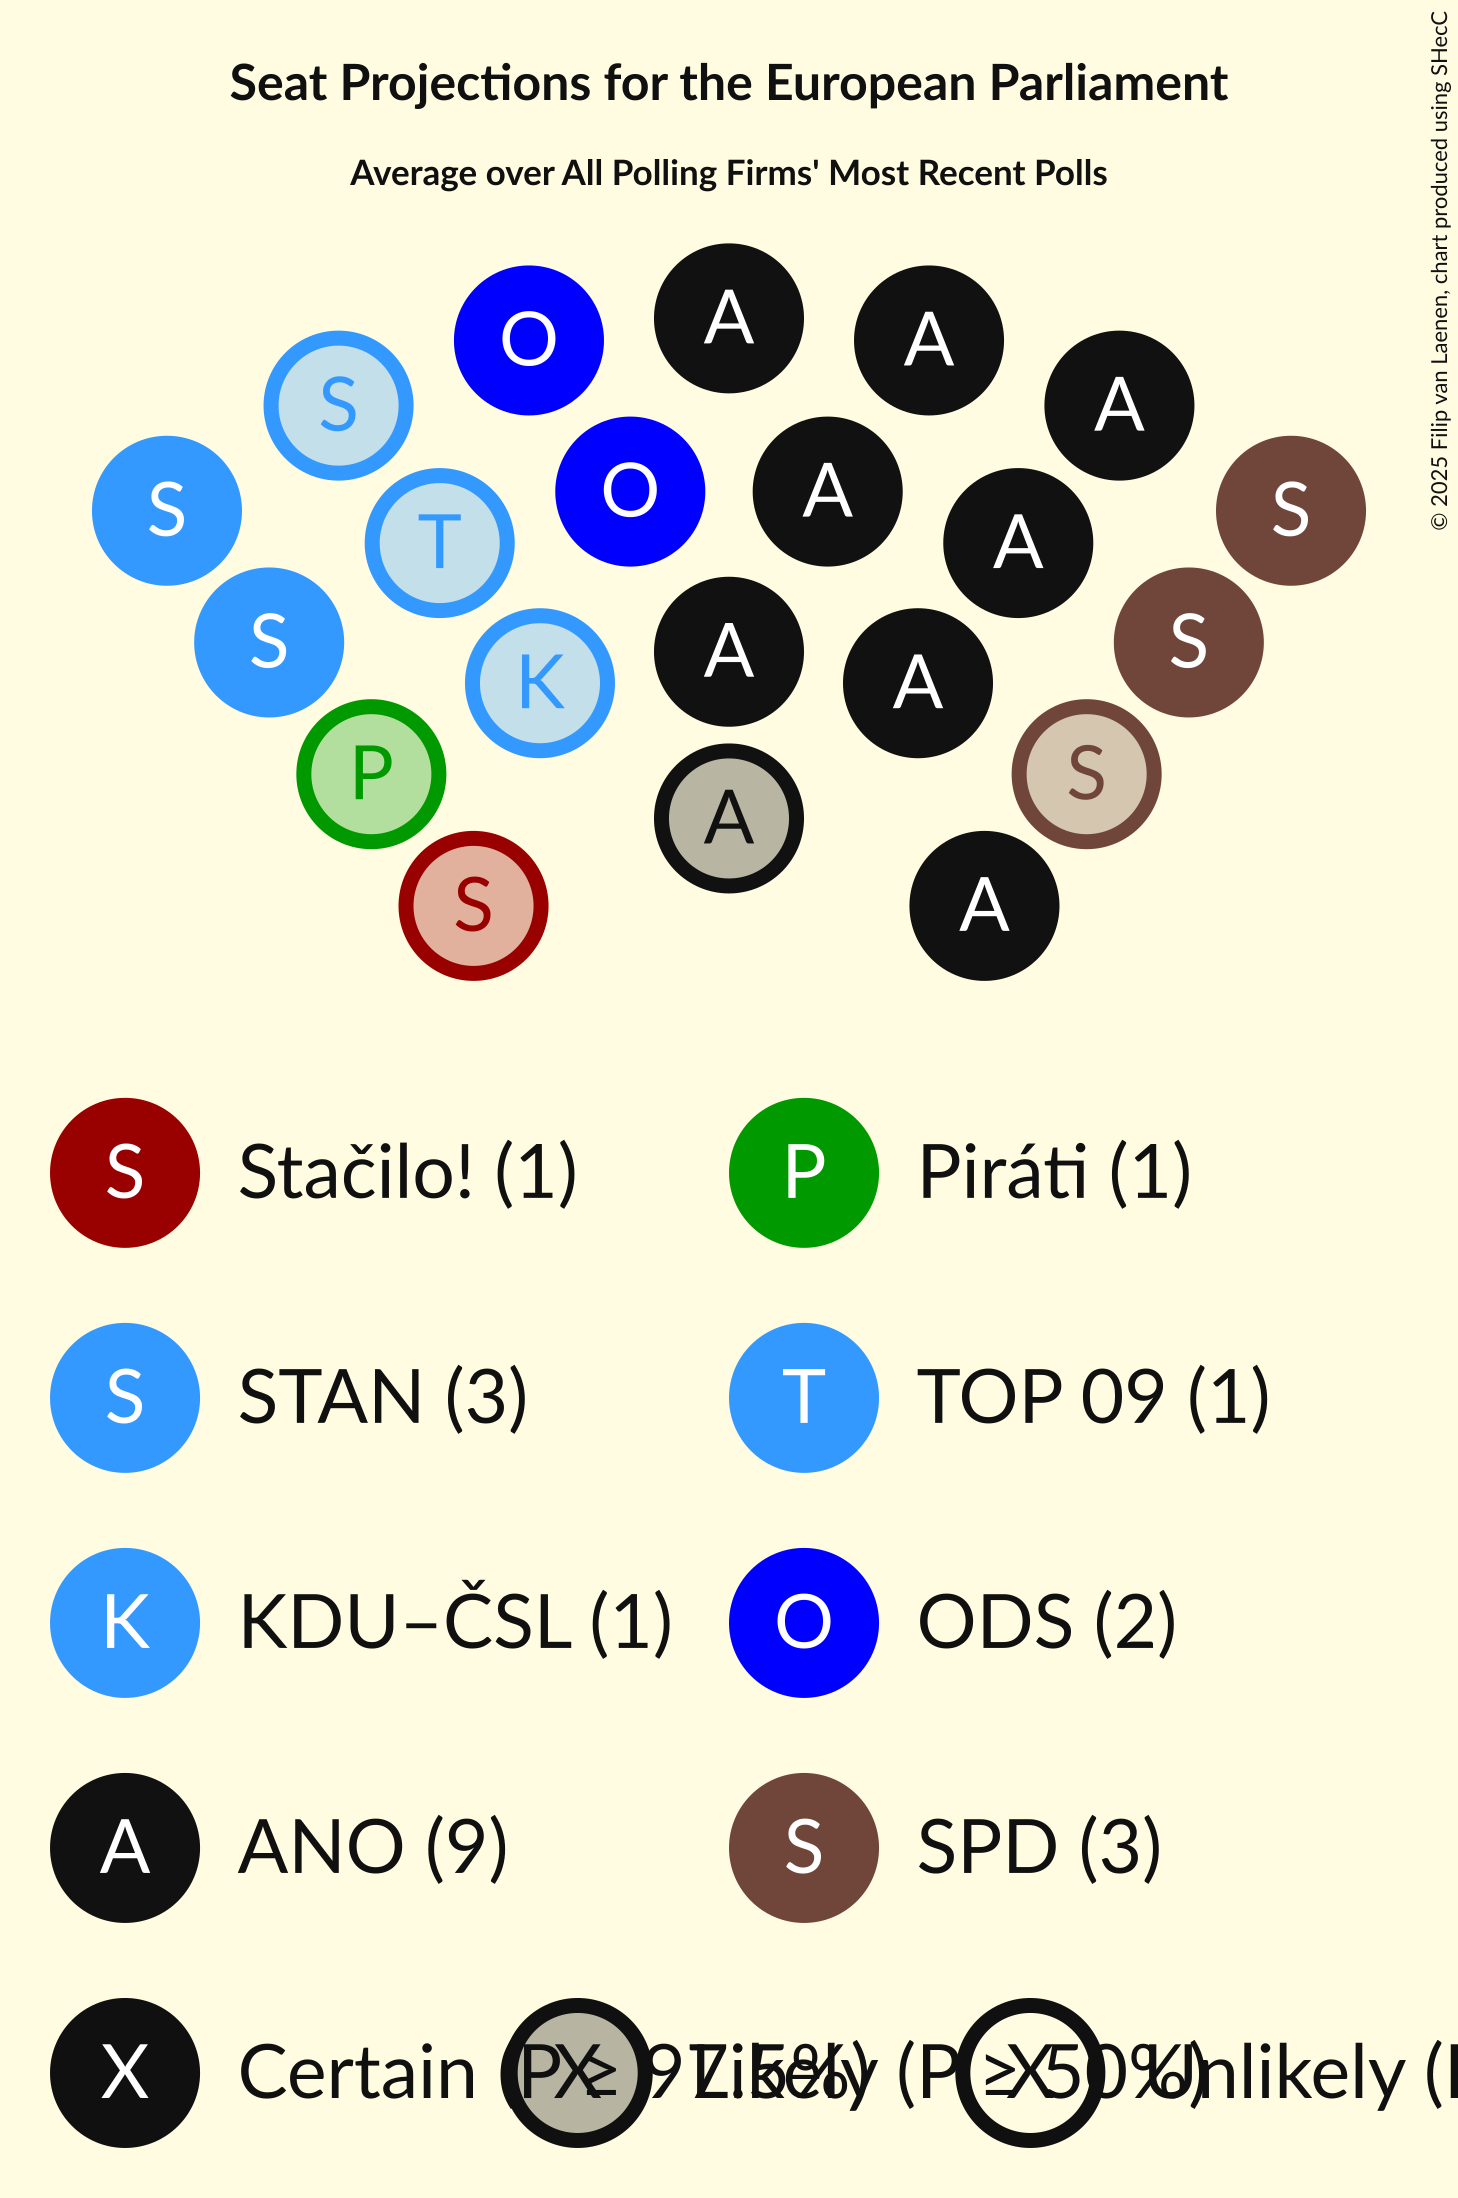 Seat Projections for the European Parliament
Average over All Polling Firms' Most Recent Polls
© 2025 Filip van Laenen, chart produced using SHecC
A
O A
S A
S S
O A
T A
S S
A
K A
P S
A
S A
S Stačilo! (1) P Piráti (1)
S STAN (3) T TOP 09 (1)
K KDU–ČSL (1) O ODS (2)
A ANO (9) S SPD (3)
X Certain (P ≥ 97.5%) X Likely (P ≥ 50%) X Unlikely (